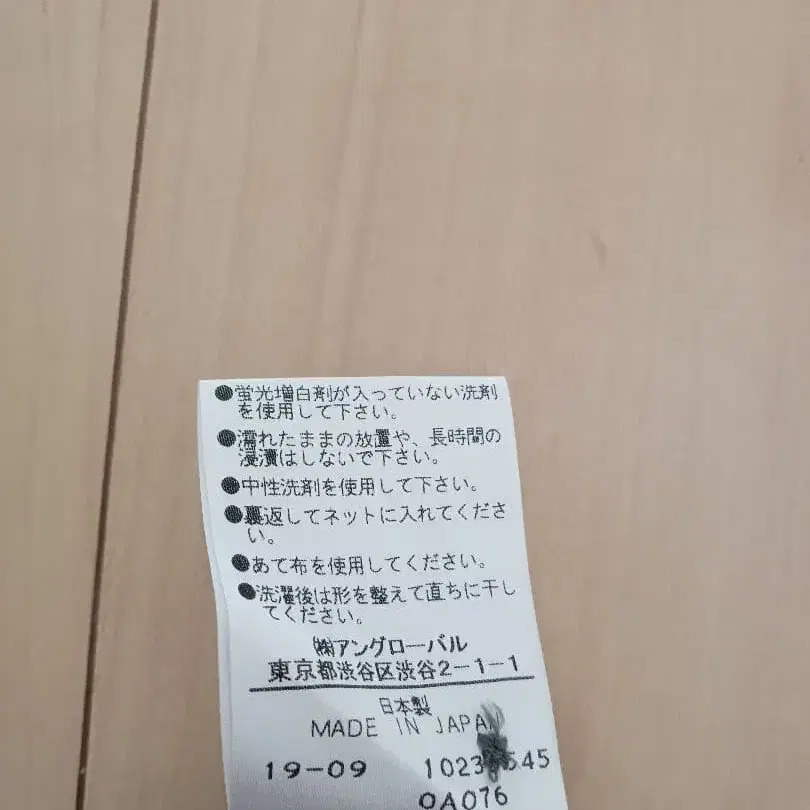 ●蛍光増白剤が入っていない洗剤
を使用して下さい。
●濡れたままの放置や、長時間の
浸漬はしないで下さい。
●中性洗剤を使用して下さい。
●裏返してネットに入れてくださ
い。
●あて布を使用してください。
●洗濯後は形を整えて直ちに干し
てください。
㈱アングローバル
東京都渋谷区渋谷2-1-1
日本製
MADE IN JAPAN
19-09
0A076